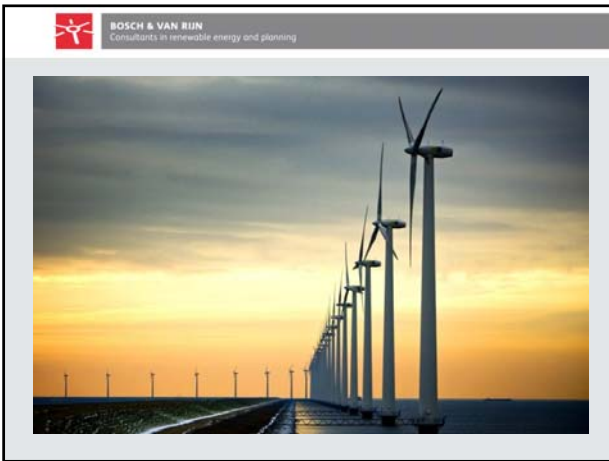 BOSCH & VAN RIJN
Consultants in renewable energy and planning